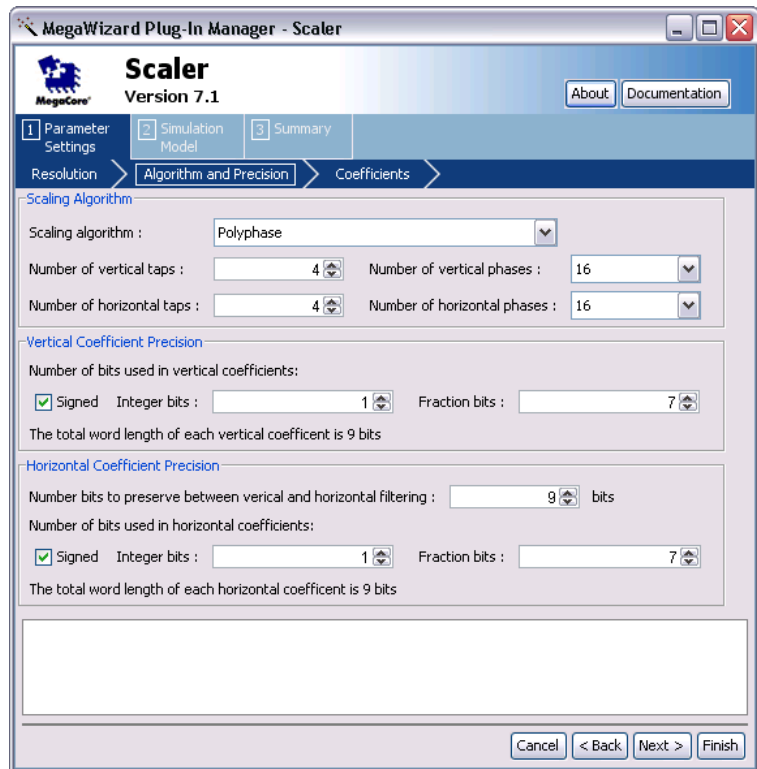 MegaWizard Plug-In Manager - Scaler
MegaCore®
Scaler
Version 7.1
About
Documentation
1 Parameter Settings
2 Simulation Model
3 Summary
Resolution
Algorithm and Precision
Coefficients
Scaling Algorithm
Scaling algorithm : Polyphase
Number of vertical taps : 4 Number of vertical phases : 16
Number of horizontal taps : 4 Number of horizontal phases : 16
Vertical Coefficient Precision
Number of bits used in vertical coefficients:
Signed Integer bits : 1 Fraction bits : 7
The total word length of each vertical coefficent is 9 bits
Horizontal Coefficient Precision
Number bits to preserve between verical and horizontal filtering : 9 bits
Number of bits used in horizontal coefficients:
Signed Integer bits : 1 Fraction bits : 7
The total word length of each horizontal coefficent is 9 bits
Cancel < Back Next > Finish